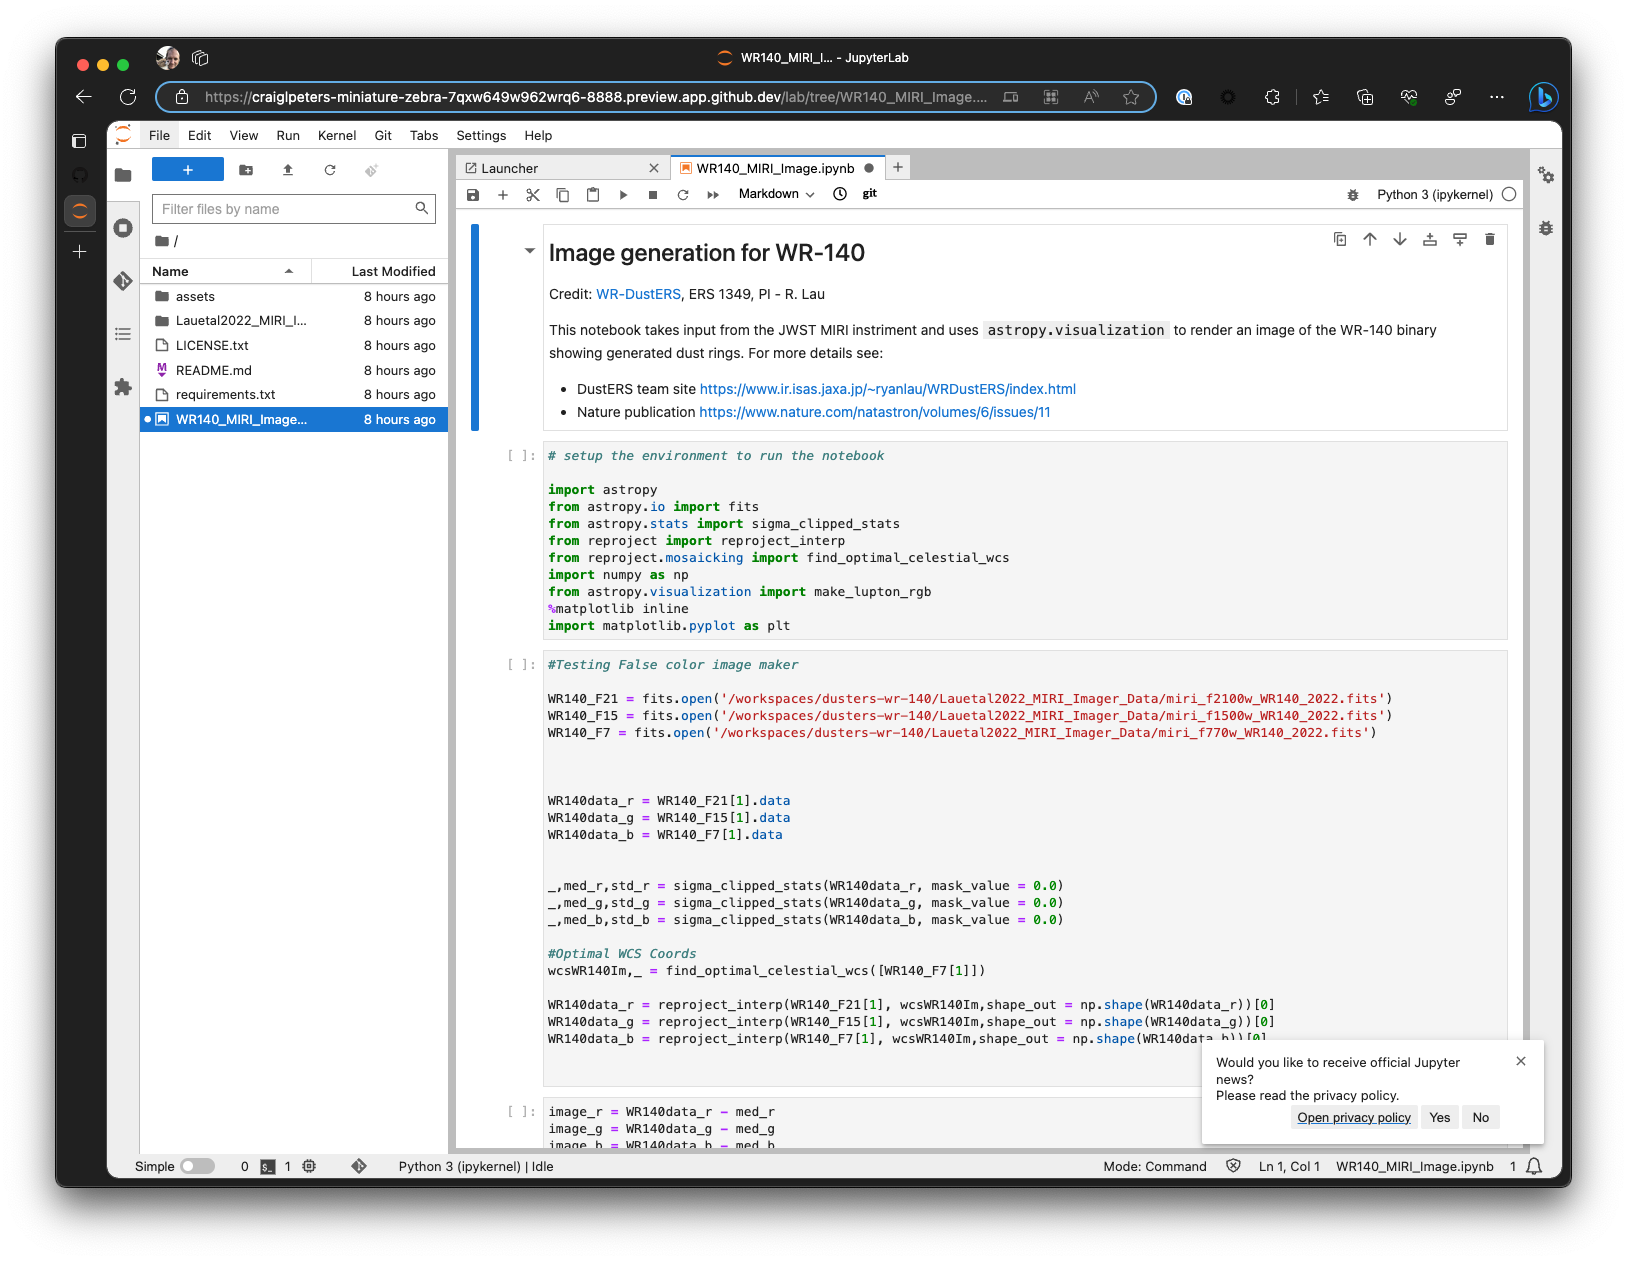 WR140_MIRI_I... - JupyterLab
https://craiglpeters-miniature-zebra-7qxw649w962wrq6-8888.preview.app.github.dev/lab/tree/WR140_MIRI_Image....
File Edit View Run Kernel Git Tabs Settings Help
+
Launcher
WR140_MIRI_Image.ipynb
Markdown
git
Python 3 (ipykernel)
Filter files by name
/
Name Last Modified
assets 8 hours ago
Lauetal2022_MIRI_I... 8 hours ago
LICENSE.txt 8 hours ago
README.md 8 hours ago
requirements.txt 8 hours ago
WR140_MIRI_Image... 8 hours ago
Image generation for WR-140
Credit: WR-DustERS, ERS 1349, PI - R. Lau
This notebook takes input from the JWST MIRI instriment and uses astropy.visualization to render an image of the WR-140 binary
showing generated dust rings. For more details see:
• DustERS team site https://www.ir.isas.jaxa.jp/~ryanlau/WRDustERS/index.html
• Nature publication https://www.nature.com/natastron/volumes/6/issues/11
[ ]: # setup the environment to run the notebook
import astropy
from astropy.io import fits
from astropy.stats import sigma_clipped_stats
from reproject import reproject_interp
from reproject.mosaicking import find_optimal_celestial_wcs
import numpy as np
from astropy.visualization import make_lupton_rgb
%matplotlib inline
import matplotlib.pyplot as plt
[ ]: #Testing False color image maker
WR140_F21 = fits.open('/workspaces/dusters-wr-140/Lauetal2022_MIRI_Imager_Data/miri_f2100w_WR140_2022.fits')
WR140_F15 = fits.open('/workspaces/dusters-wr-140/Lauetal2022_MIRI_Imager_Data/miri_f1500w_WR140_2022.fits')
WR140_F7 = fits.open('/workspaces/dusters-wr-140/Lauetal2022_MIRI_Imager_Data/miri_f770w_WR140_2022.fits')
WR140data_r = WR140_F21[1].data
WR140data_g = WR140_F15[1].data
WR140data_b = WR140_F7[1].data
_,med_r,std_r = sigma_clipped_stats(WR140data_r, mask_value = 0.0)
_,med_g,std_g = sigma_clipped_stats(WR140data_g, mask_value = 0.0)
_,med_b,std_b = sigma_clipped_stats(WR140data_b, mask_value = 0.0)
#Optimal WCS Coords
wcsWR140Im,_ = find_optimal_celestial_wcs([WR140_F7[1]])
WR140data_r = reproject_interp(WR140_F21[1], wcsWR140Im,shape_out = np.shape(WR140data_r))[0]
WR140data_g = reproject_interp(WR140_F15[1], wcsWR140Im,shape_out = np.shape(WR140data_g))[0]
WR140data_b = reproject_interp(WR140_F7[1], wcsWR140Im,shape_out = np.shape(WR140data_b))[0]
[ ]: image_r = WR140data_r - med_r
image_g = WR140data_g - med_g
image_b = WR140data_b - med_b
Would you like to receive official Jupyter
news?
Please read the privacy policy.
Open privacy policy Yes No
Simple 0 1 Python 3 (ipykernel) | Idle Mode: Command Ln 1, Col 1 WR140_MIRI_Image.ipynb 1